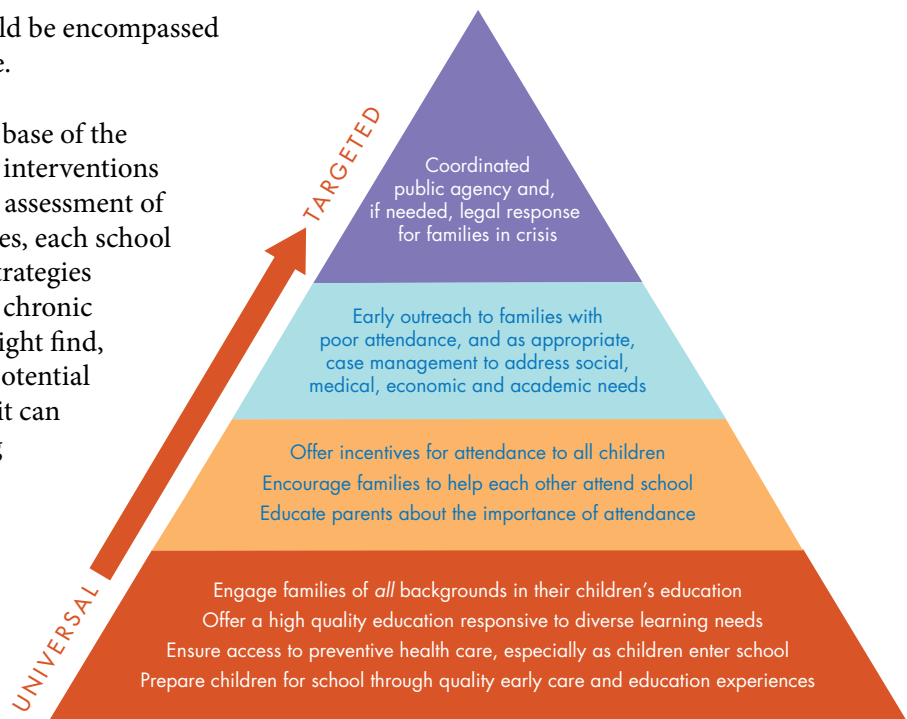 ld be encompassed
e.
base of the
interventions
assessment of
es, each school
trategies
chronic
ight find,
otential
it can
g
TARGETED
UNIVERSAL
Coordinated
public agency and,
if needed, legal response
for families in crisis
Early outreach to families with
poor attendance, and as appropriate,
case management to address social,
medical, economic and academic needs
Offer incentives for attendance to all children
Encourage families to help each other attend school
Educate parents about the importance of attendance
Engage families of all backgrounds in their children's education
Offer a high quality education responsive to diverse learning needs
Ensure access to preventive health care, especially as children enter school
Prepare children for school through quality early care and education experiences